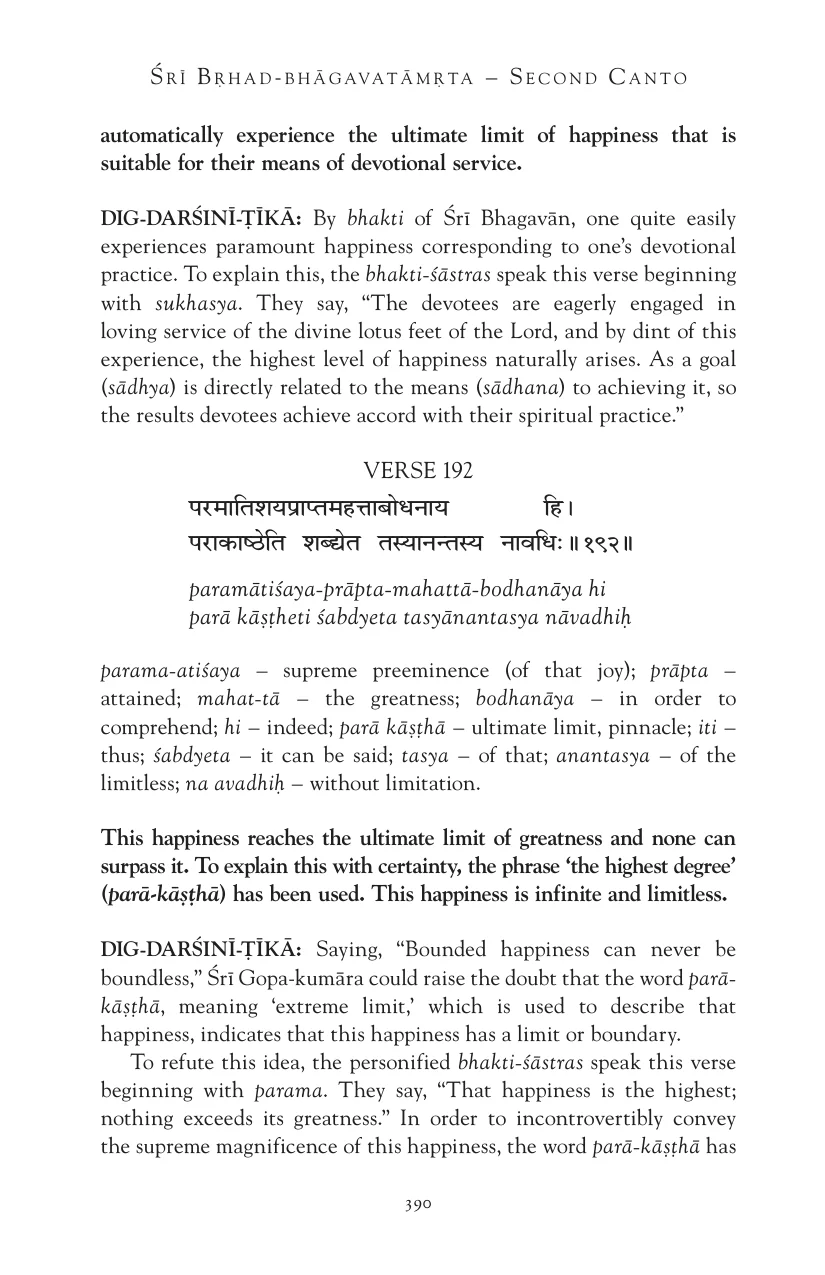 ŚRĪ BṚHAD-BHĀGAVATĀMṚTA – SECOND CANTO
automatically experience the ultimate limit of happiness that is
suitable for their means of devotional service.
DIG-DARŚINĪ-ṬĪKĀ: By bhakti of Śrī Bhagavān, one quite easily
experiences paramount happiness corresponding to one’s devotional
practice. To explain this, the bhakti-śāstras speak this verse beginning
with sukhasya. They say, “The devotees are eagerly engaged in
loving service of the divine lotus feet of the Lord, and by dint of this
experience, the highest level of happiness naturally arises. As a goal
(sādhya) is directly related to the means (sādhana) to achieving it, so
the results devotees achieve accord with their spiritual practice.”
VERSE 192
परमातिशयप्राप्तमहत्ताबोधनाय हि।
पराकाष्ठेति शब्द्येत तस्यानन्तस्य नावधिः॥१९२॥
paramātiśaya-prāpta-mahattā-bodhanāya hi
parā kāṣṭheti śabdyeta tasyānantasya nāvadhiḥ
parama-atiśaya – supreme preeminence (of that joy); prāpta –
attained; mahat-tā – the greatness; bodhanāya – in order to
comprehend; hi – indeed; parā kāṣṭhā – ultimate limit, pinnacle; iti –
thus; śabdyeta – it can be said; tasya – of that; anantasya – of the
limitless; na avadhiḥ – without limitation.
This happiness reaches the ultimate limit of greatness and none can
surpass it. To explain this with certainty, the phrase ‘the highest degree’
(parā-kāṣṭhā) has been used. This happiness is infinite and limitless.
DIG-DARŚINĪ-ṬĪKĀ: Saying, “Bounded happiness can never be
boundless,” Śrī Gopa-kumāra could raise the doubt that the word parā-
kāṣṭhā, meaning ‘extreme limit,’ which is used to describe that
happiness, indicates that this happiness has a limit or boundary.
To refute this idea, the personified bhakti-śāstras speak this verse
beginning with parama. They say, “That happiness is the highest;
nothing exceeds its greatness.” In order to incontrovertibly convey
the supreme magnificence of this happiness, the word parā-kāṣṭhā has
390